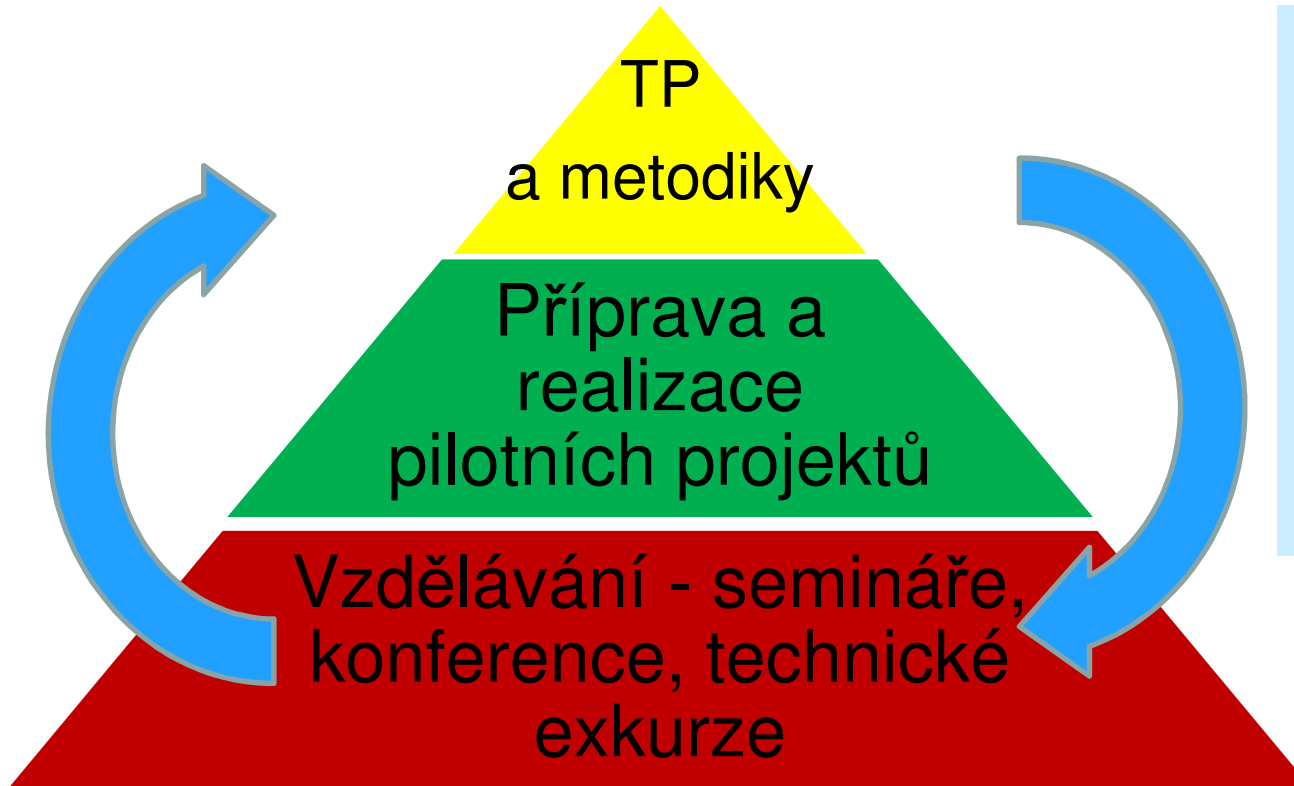 TP
a metodiky
Příprava a
realizace
pilotních projektů
Vzdělávání - semináře,
konference, technické
exkurze